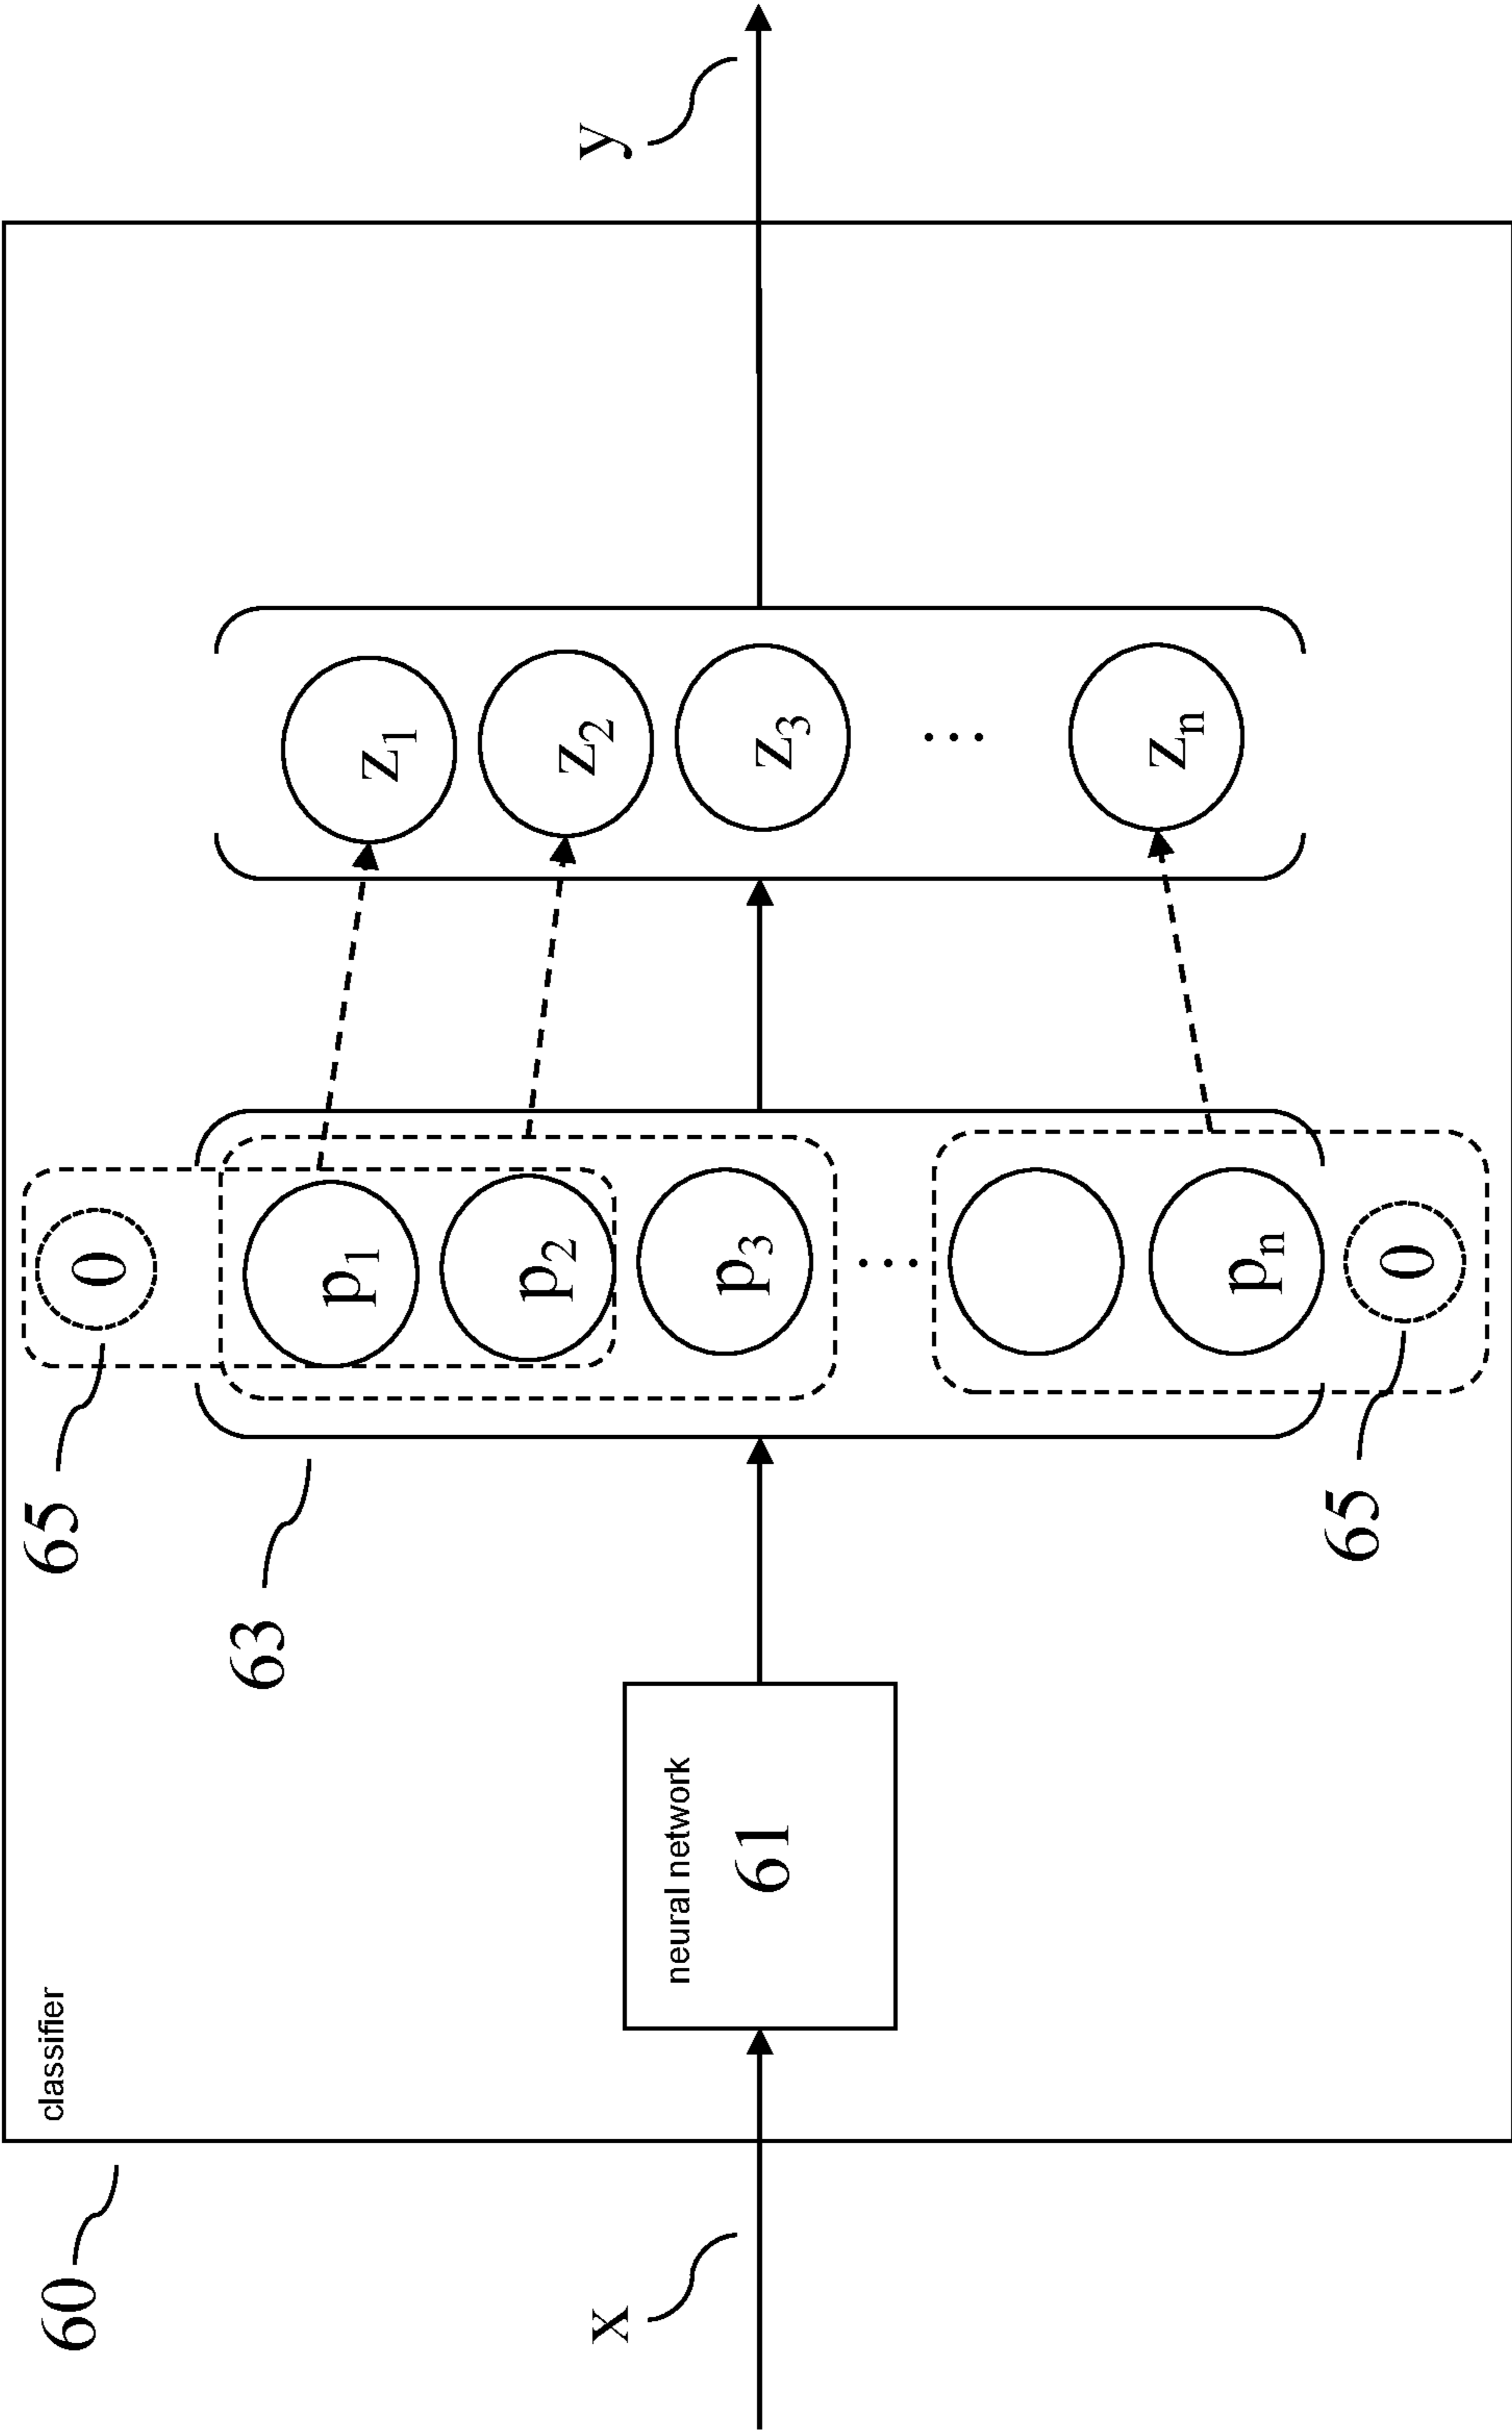 60
classifier
x
neural network
61
63
65
0
p1
p2
p3
...
pn
0
65
z1
z2
z3
...
zn
y